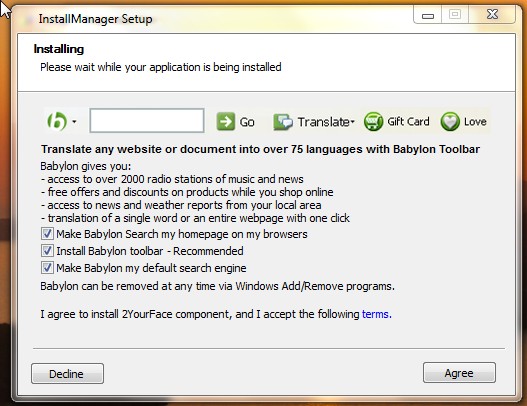 InstallManager Setup
Installing
Please wait while your application is being installed
b Go Translate Gift Card Love
Translate any website or document into over 75 languages with Babylon Toolbar
Babylon gives you:
- access to over 2000 radio stations of music and news
- free offers and discounts on products while you shop online
- access to news and weather reports from your local area
- translation of a single word or an entire webpage with one click
Make Babylon Search my homepage on my browsers
Install Babylon toolbar - Recommended
Make Babylon my default search engine
Babylon can be removed at any time via Windows Add/Remove programs.
I agree to install 2YourFace component, and I accept the following terms.
Decline Agree